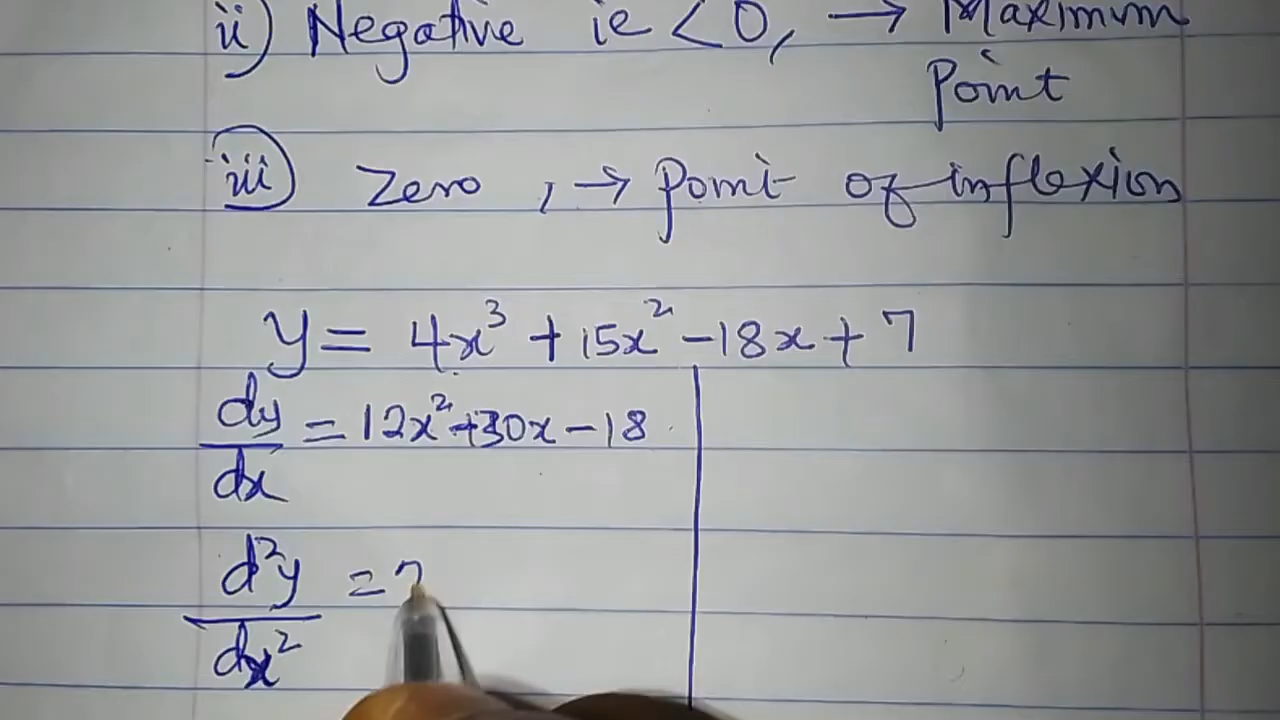 ii) Negative ie < 0, → Maximum
Point
iii) Zero, → Point of inflexion
y = 4x³ + 15x² - 18x + 7
dy/dx = 12x² + 30x - 18
d²y/dx² =